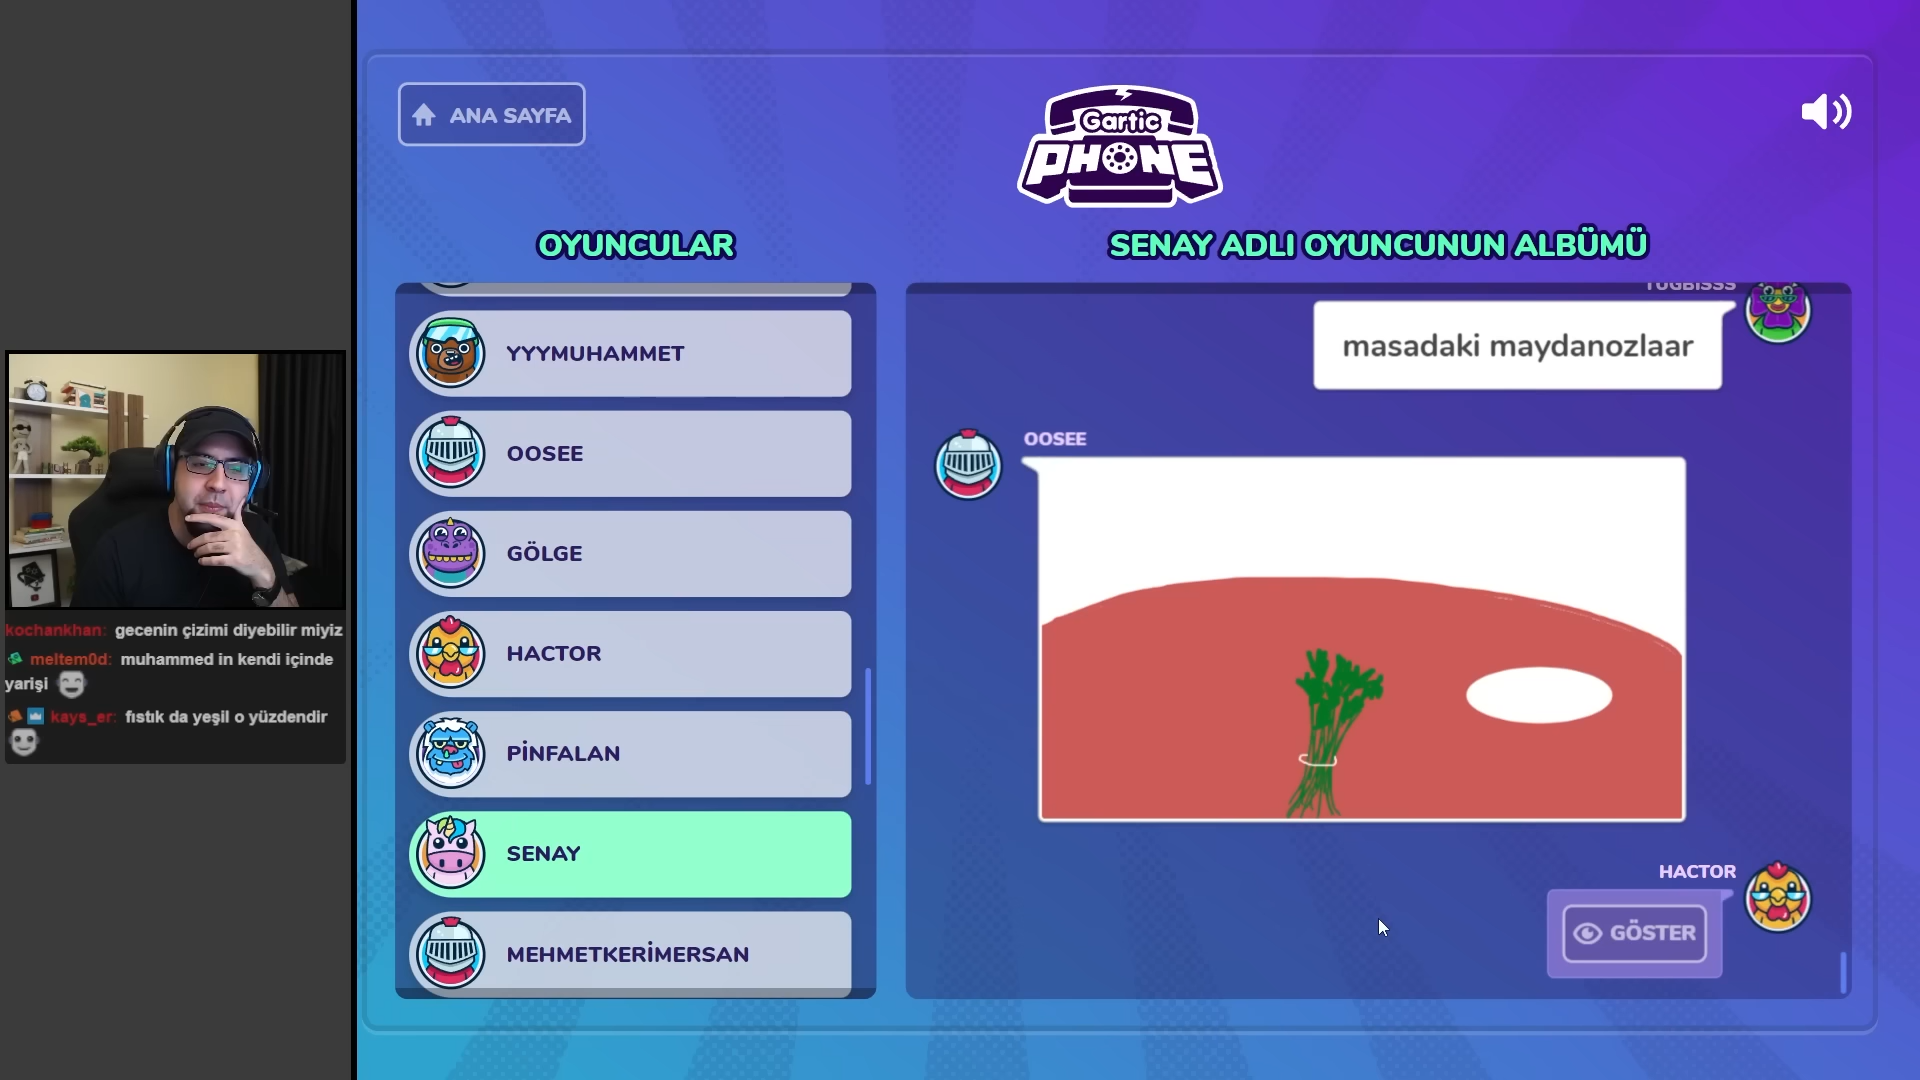 ANA SAYFA
Gartic
PHONE
OYUNCULAR
SENAY ADLI OYUNCUNUN ALBÜMÜ
YYYMUHAMMET
OOSEE
GÖLGE
HACTOR
PİNFALAN
SENAY
MEHMETKERİMERSAN
TUGBISSS
masadaki maydanozlaar
OOSEE
HACTOR
GÖSTER
kochankhan: gecenin çizimi diyebilir miyiz
meltem0d: muhammed in kendi içinde
yarişi
kays_er: fıstık da yeşil o yüzdendir